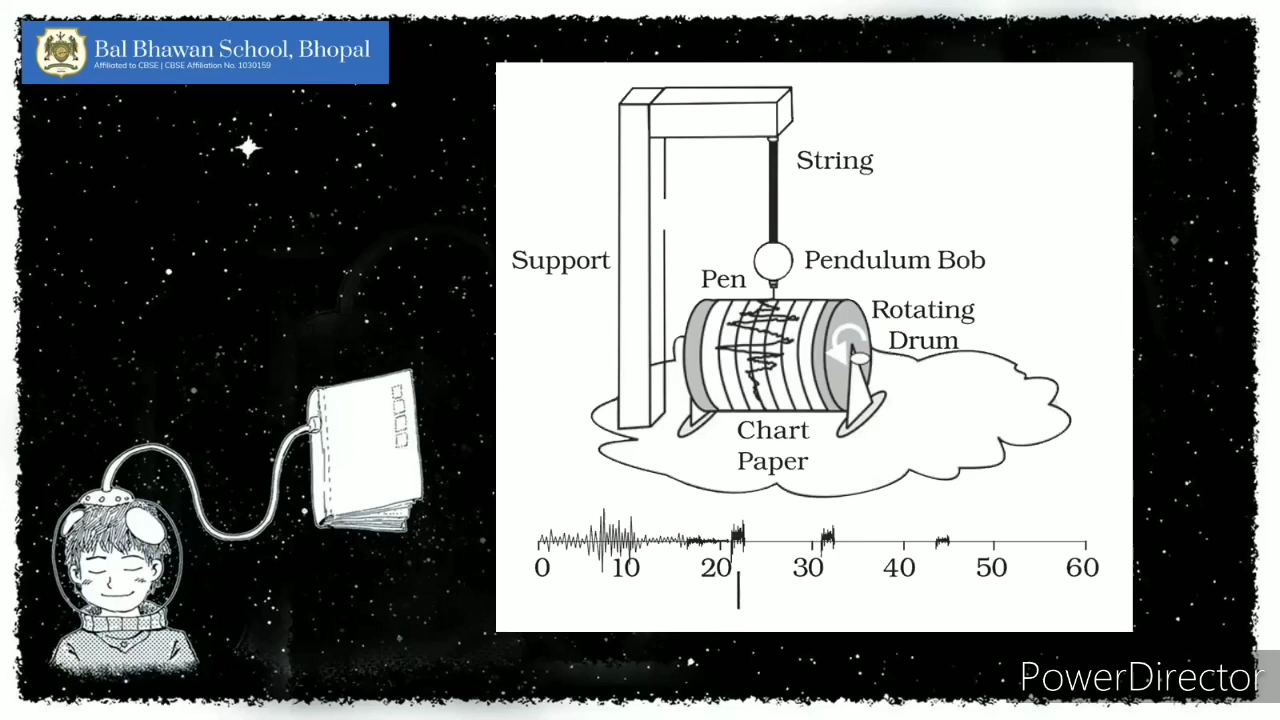 Bal Bhawan School, Bhopal
Affiliated to CBSE | CBSE Affiliation No. 1030159
String
Support
Pendulum Bob
Pen
Rotating
Drum
Chart
Paper
0 10 20 30 40 50 60
PowerDirector